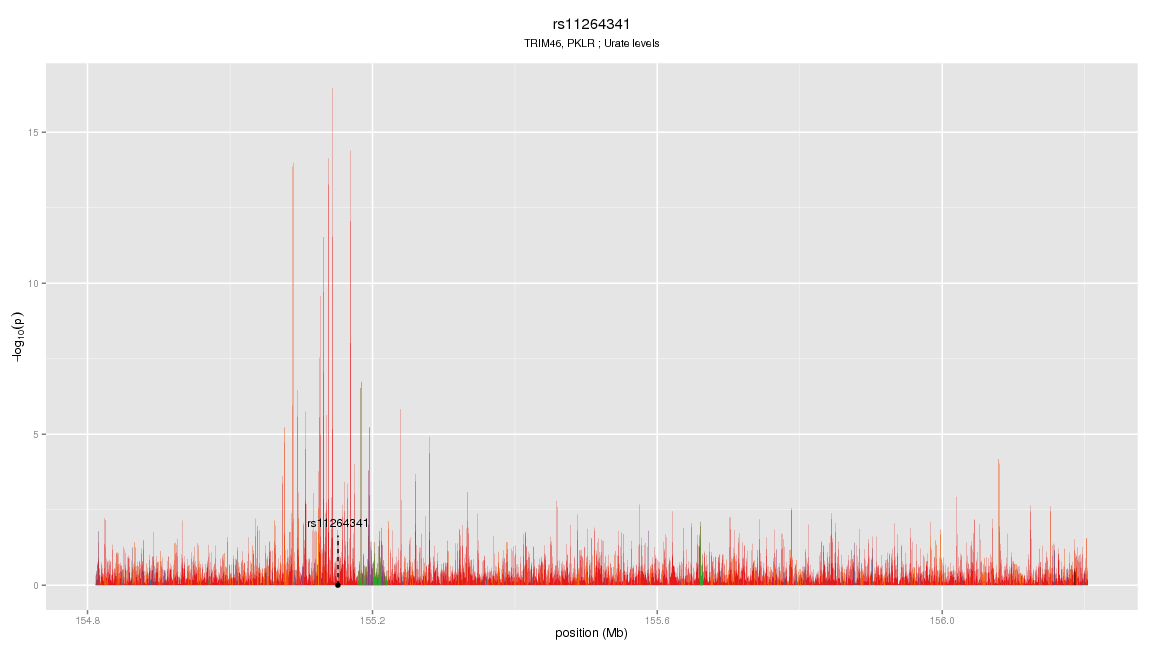 rs11264341
TRIM46, PKLR ; Urate levels
15
10
5
0
−log10(p)
rs11264341
154.8
155.2
155.6
156.0
position (Mb)